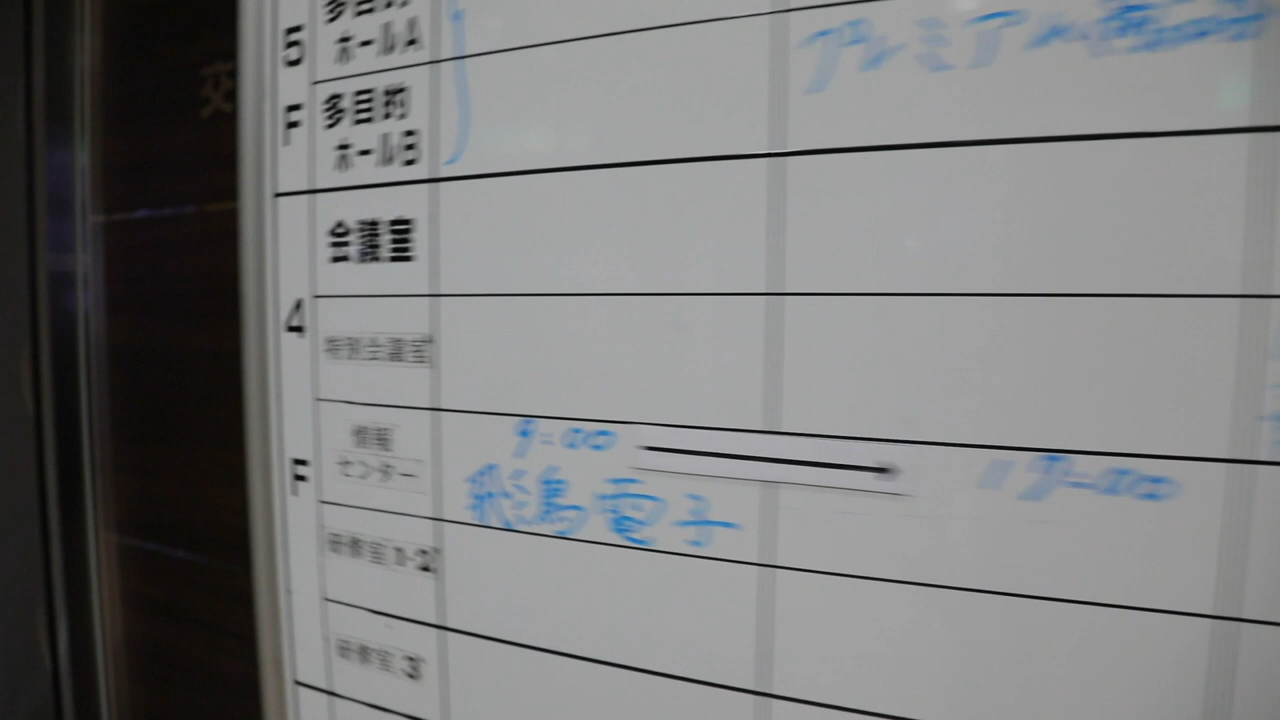 5
F
多目的
ホールA
多目的
ホールB
プレミア
会議室
4
F
特別会議室
情報
センター
9:00
17:00
飛鳥電子
研修室1・2
研修室3